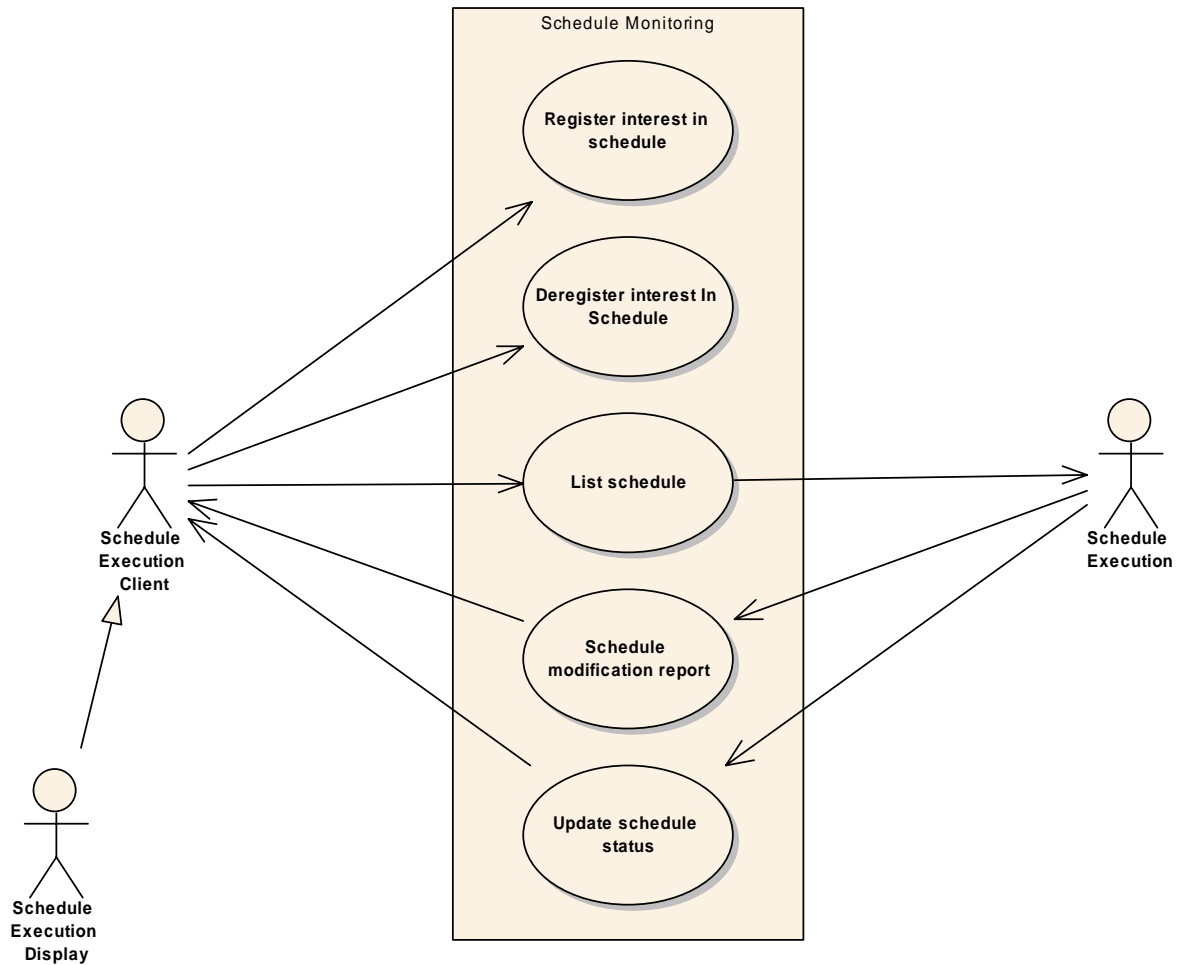 Schedule Monitoring
Register interest in
schedule
Deregister interest In
Schedule
List schedule
Schedule
modification report
Update schedule
status
Schedule
Execution
Client
Schedule
Execution
Schedule
Execution
Display